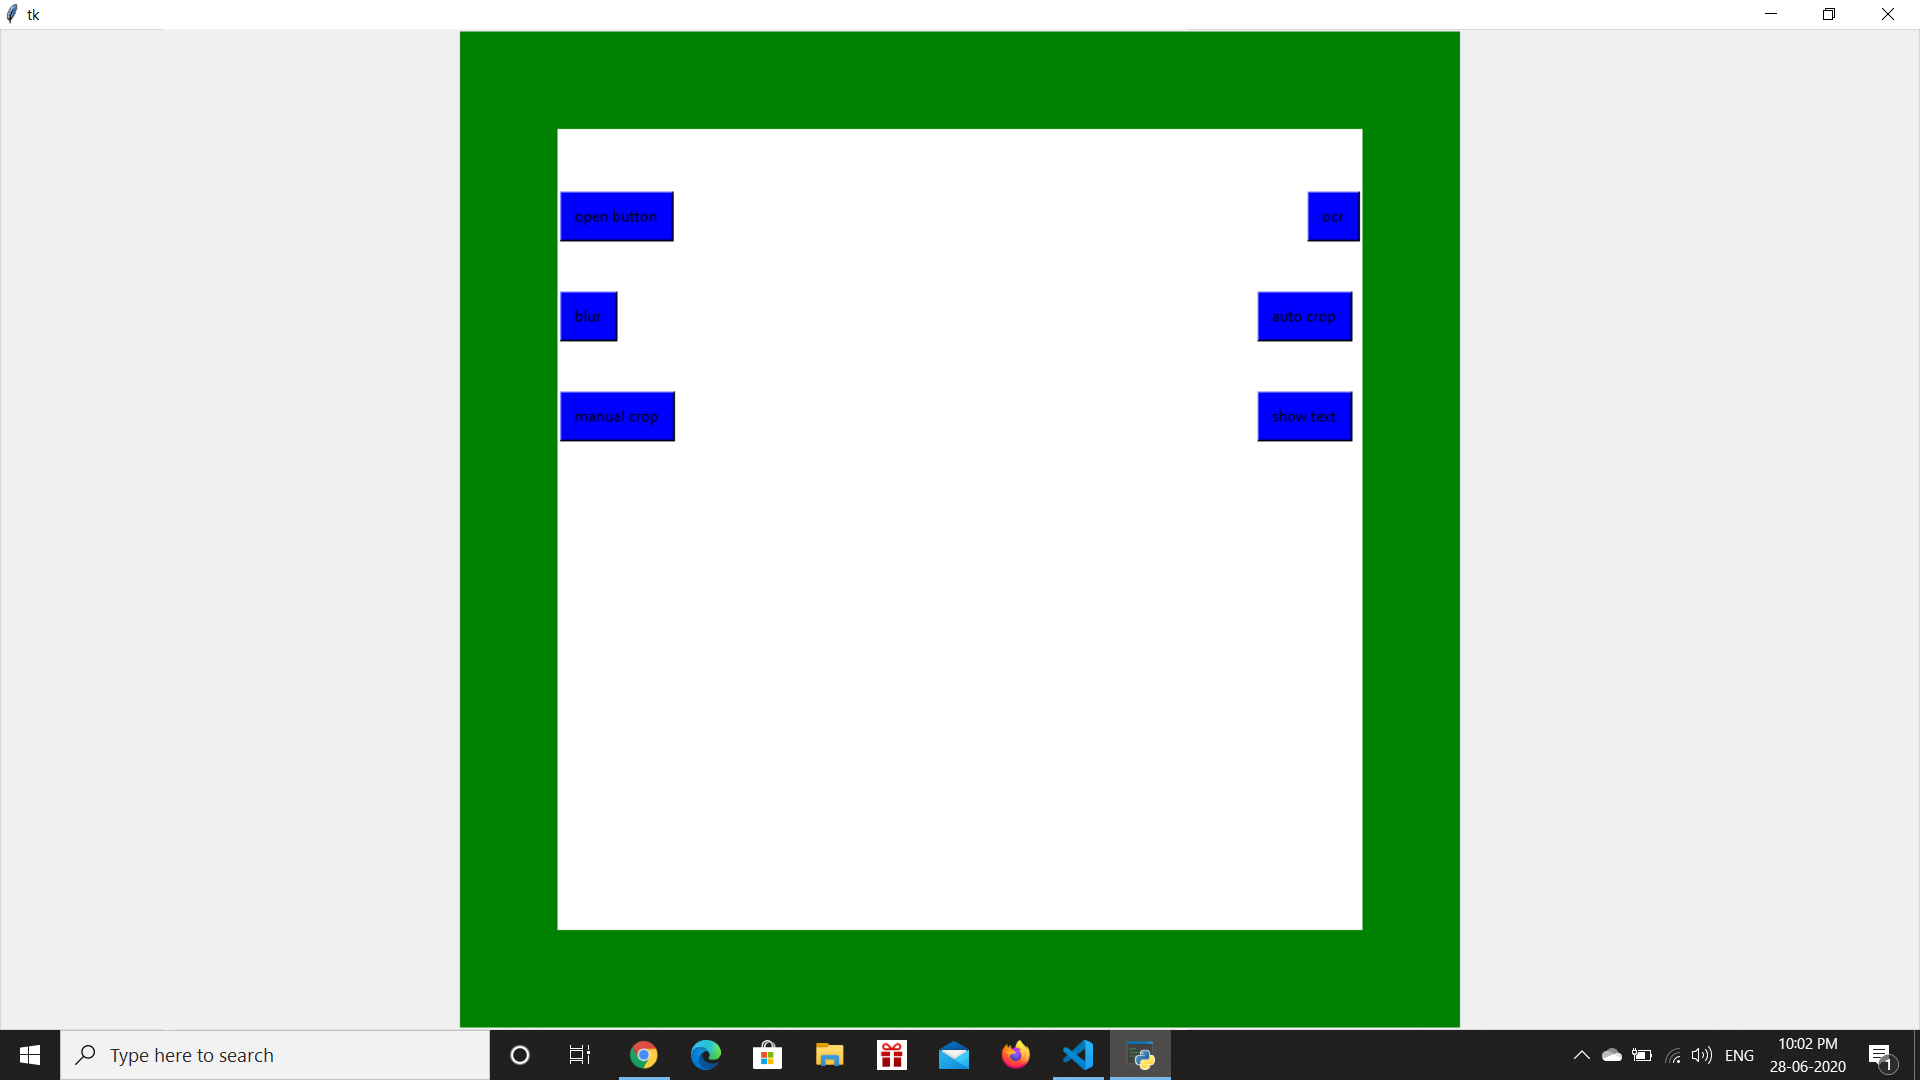 tk
open button
ocr
blur
auto crop
manual crop
show text
Type here to search
ENG
10:02 PM
28-06-2020
1